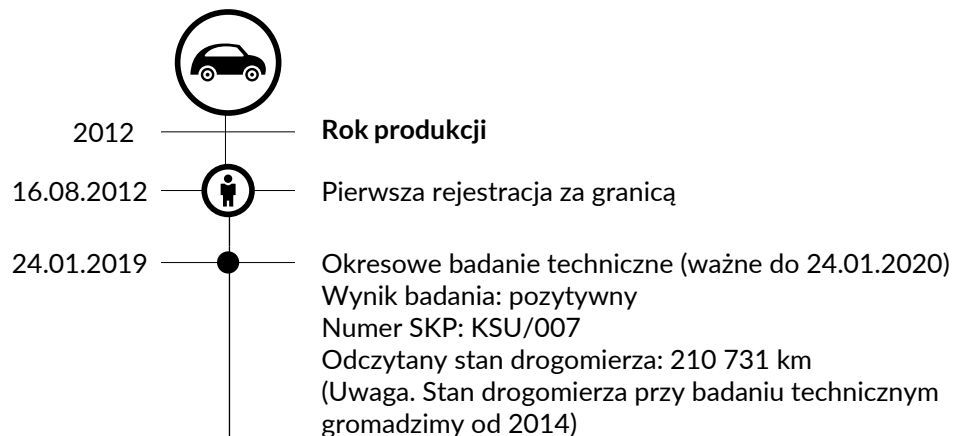 2012 Rok produkcji
16.08.2012 Pierwsza rejestracja za granicą
24.01.2019 Okresowe badanie techniczne (ważne do 24.01.2020)
Wynik badania: pozytywny
Numer SKP: KSU/007
Odczytany stan drogomierza: 210 731 km
(Uwaga. Stan drogomierza przy badaniu technicznym
gromadzimy od 2014)